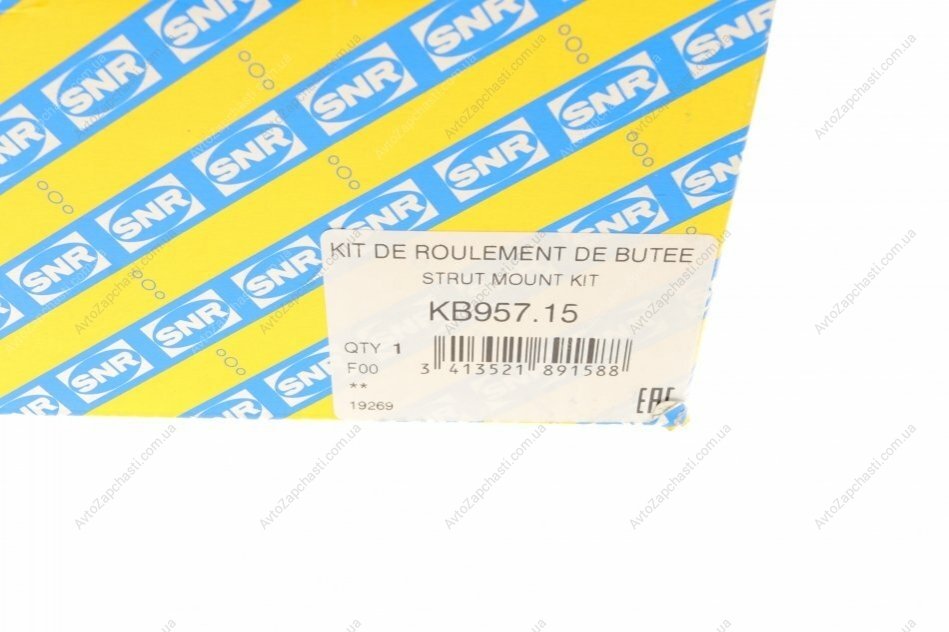 SNR
KIT DE ROULEMENT DE BUTEE
STRUT MOUNT KIT
KB957.15
QTY 1
F00
**
19269
3 413521 891588
EAC
AvtoZapchasti.com.ua